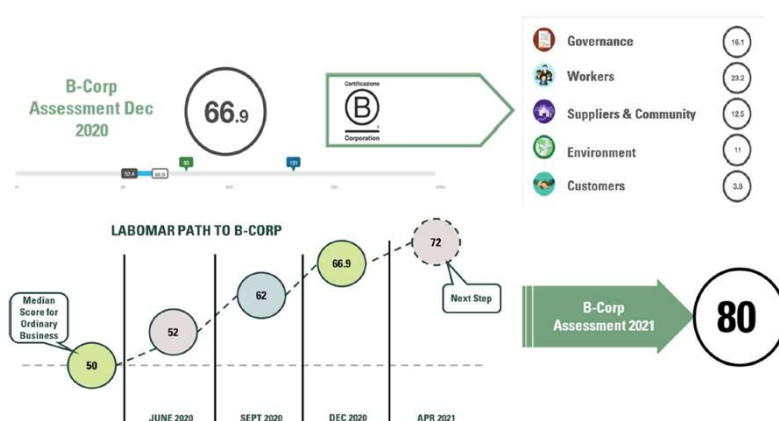 B-Corp
Assessment Dec
2020
66.9
Certificazione
B
Corporation
Governance
16.1
Workers
23.2
Suppliers & Community
12.5
Environment
11
Customers
3.8
80
LABOMAR PATH TO B-CORP
Median
Score for
Ordinary
Business
50
52
62
66.9
72
Next Step
JUNE 2020
SEPT 2020
DEC 2020
APR 2021
B-Corp
Assessment 2021
80